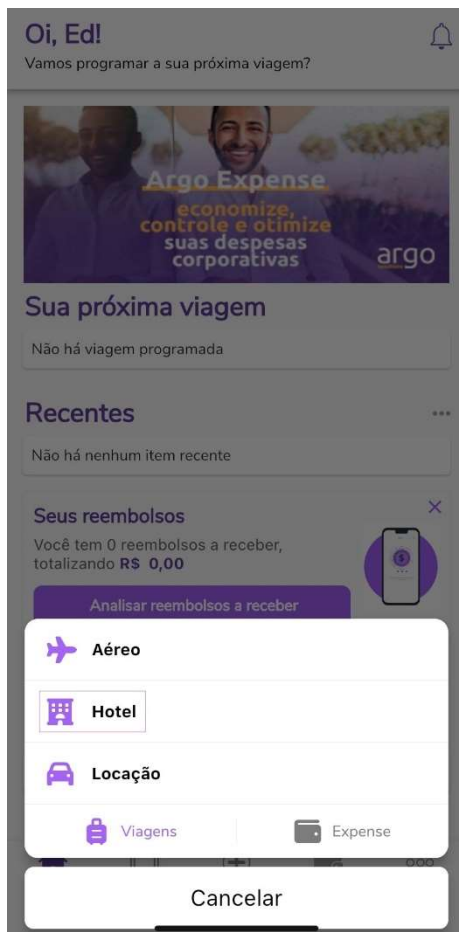 Oi, Ed!
Vamos programar a sua próxima viagem?
Argo Expense
economize,
controle e otimize
suas despesas
corporativas
argo
Sua próxima viagem
Não há viagem programada
Recentes
Não há nenhum item recente
Seus reembolsos
Você tem 0 reembolsos a receber,
totalizando R$ 0,00
Analisar reembolsos a receber
Aéreo
Hotel
Locação
Viagens
Expense
Cancelar